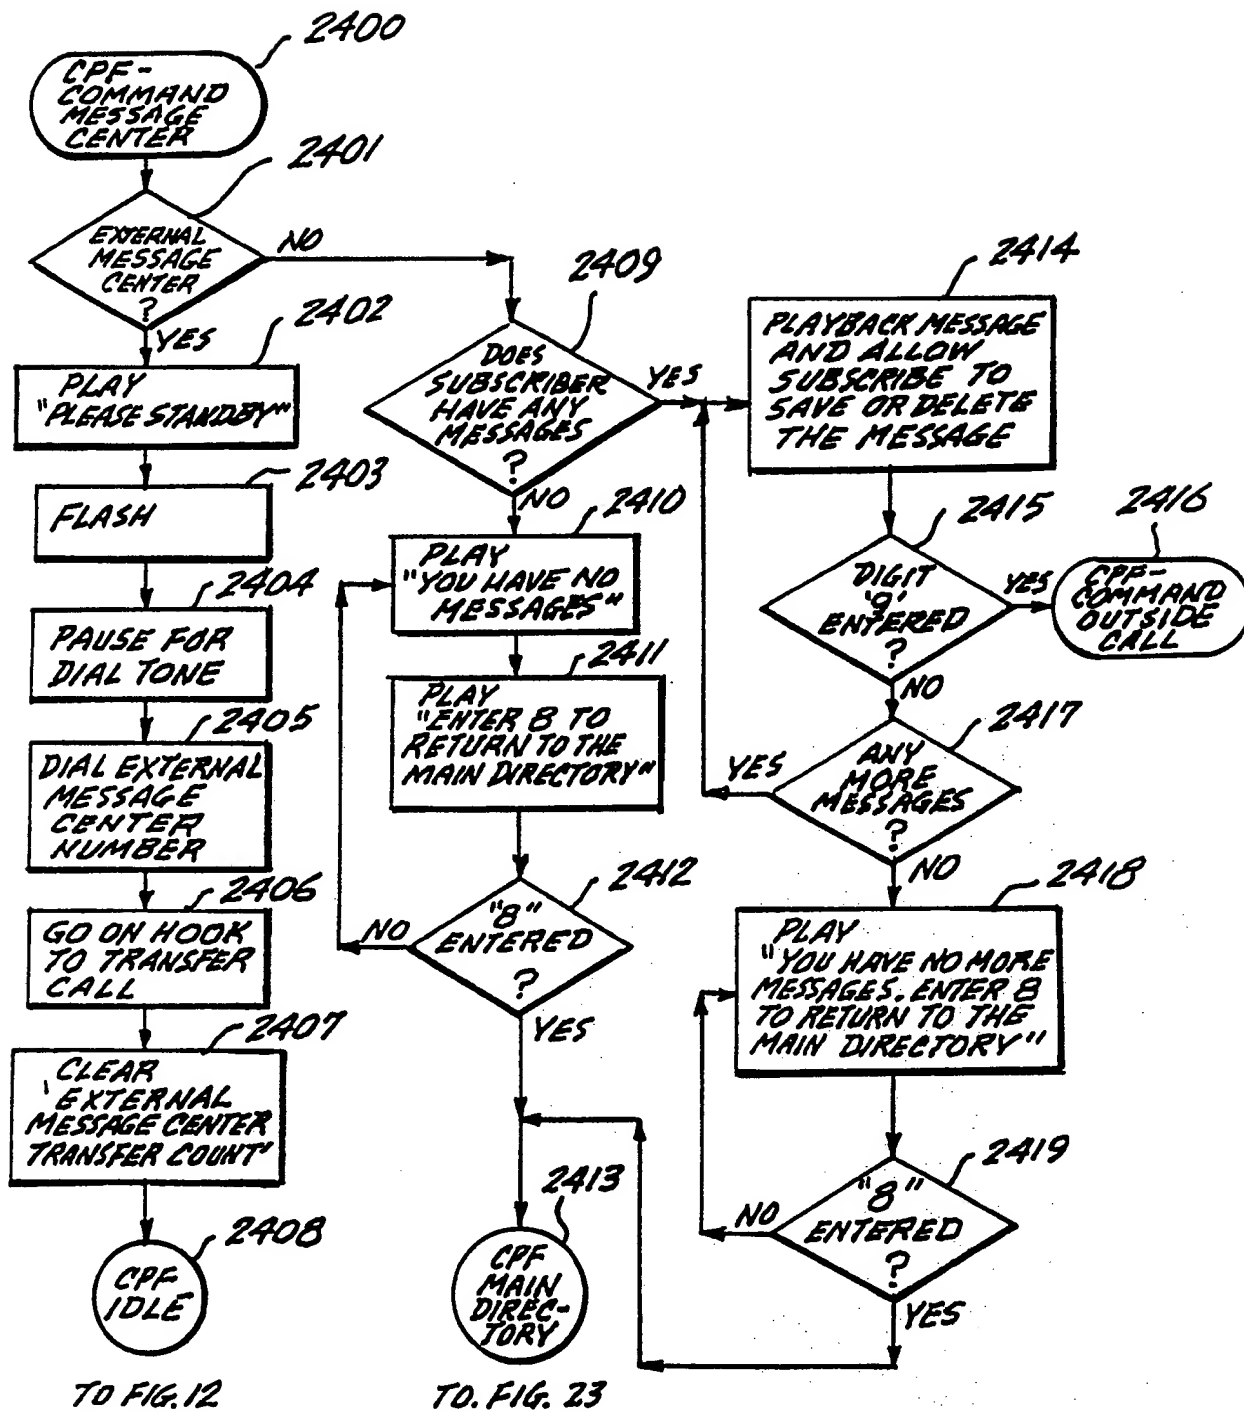 2400
CPF-
COMMAND
MESSAGE
CENTER
2401
EXTERNAL
MESSAGE
CENTER
?
NO
YES
2402
PLAY
"PLEASE STANDBY"
2403
FLASH
2404
PAUSE FOR
DIAL TONE
2405
DIAL EXTERNAL
MESSAGE
CENTER
NUMBER
2406
GO ON HOOK
TO TRANSFER
CALL
2407
CLEAR
'EXTERNAL
MESSAGE CENTER
TRANSFER COUNT'
2408
CPF
IDLE
TO FIG. 12
2409
DOES
SUBSCRIBER
HAVE ANY
MESSAGES
?
YES
NO
2410
PLAY
"YOU HAVE NO
MESSAGES"
2411
PLAY
"ENTER 8 TO
RETURN TO THE
MAIN DIRECTORY"
2412
"8"
ENTERED
?
NO
YES
2413
CPF
MAIN
DIREC-
TORY
TO. FIG. 23
2414
PLAYBACK MESSAGE
AND ALLOW
SUBSCRIBE TO
SAVE OR DELETE
THE MESSAGE
2415
DIGIT
'9'
ENTERED
?
YES
NO
2416
CPF-
COMMAND
OUTSIDE
CALL
2417
ANY
MORE
MESSAGES
?
YES
NO
2418
PLAY
"YOU HAVE NO MORE
MESSAGES. ENTER 8
TO RETURN TO THE
MAIN DIRECTORY"
2419
"8"
ENTERED
?
NO
YES